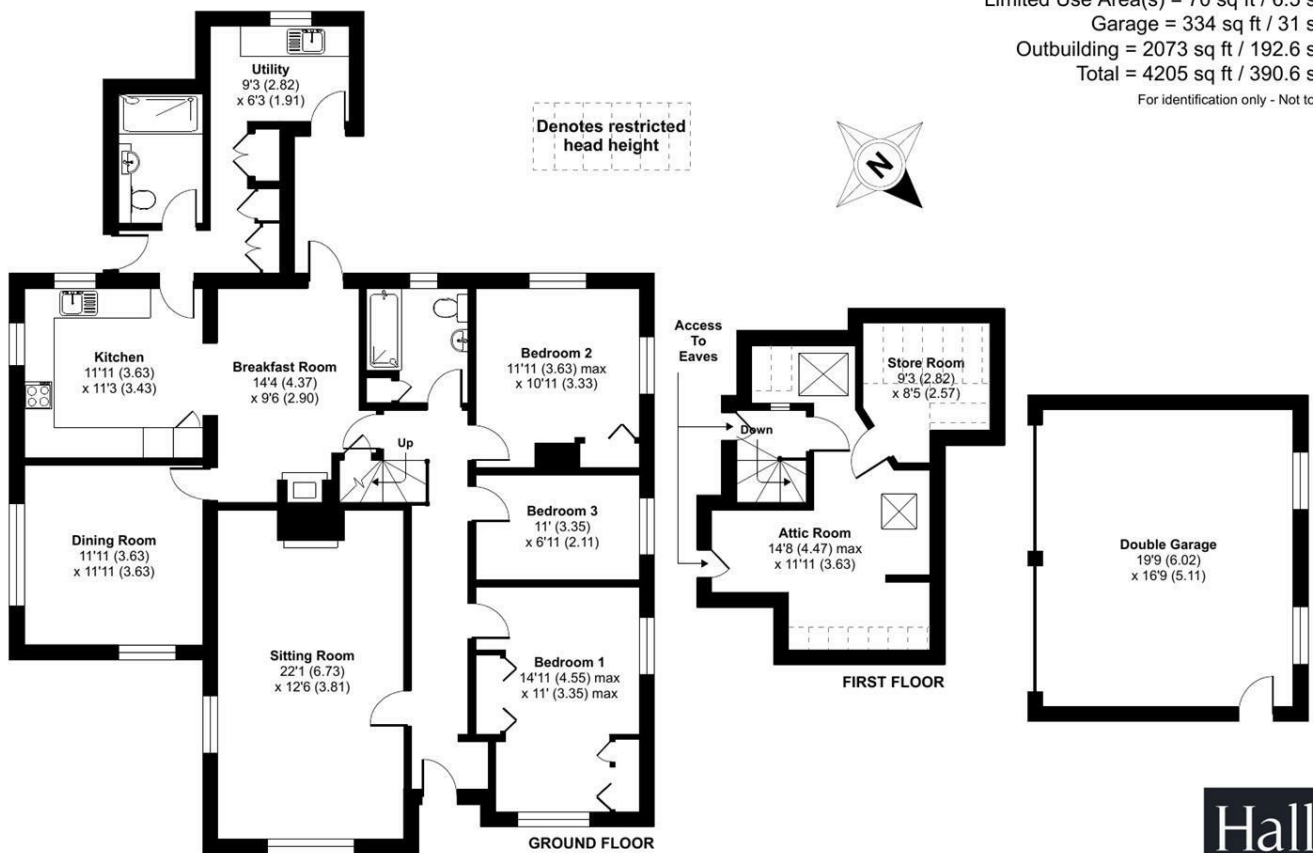 Limited Use Area(s) = 70 sq ft / 6.5 s
Garage = 334 sq ft / 31 s
Outbuilding = 2073 sq ft / 192.6 s
Total = 4205 sq ft / 390.6 s
For identification only - Not to
Utility
9'3 (2.82)
x 6'3 (1.91)
Denotes restricted
head height
N
Kitchen
11'11 (3.63)
x 11'3 (3.43)
Breakfast Room
14'4 (4.37)
x 9'6 (2.90)
Bedroom 2
11'11 (3.63) max
x 10'11 (3.33)
Up
Dining Room
11'11 (3.63)
x 11'11 (3.63)
Bedroom 3
11' (3.35)
x 6'11 (2.11)
Sitting Room
22'1 (6.73)
x 12'6 (3.81)
Bedroom 1
14'11 (4.55) max
x 11' (3.35) max
GROUND FLOOR
Access
To
Eaves
Store Room
9'3 (2.82)
x 8'5 (2.57)
Down
Attic Room
14'8 (4.47) max
x 11'11 (3.63)
FIRST FLOOR
Double Garage
19'9 (6.02)
x 16'9 (5.11)
Hall